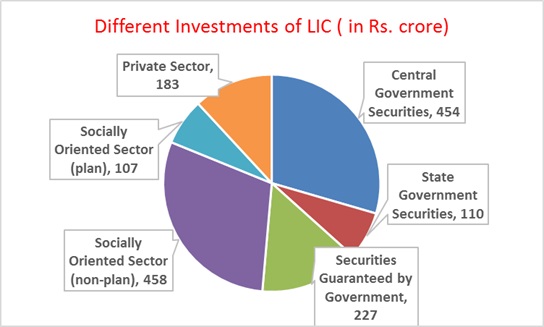 Different Investments of LIC ( in Rs. crore)
Private Sector,
183
Central
Government
Securities, 454
Socially
Oriented Sector
(plan), 107
State
Government
Securities, 110
Socially
Oriented Sector
(non-plan), 458
Securities
Guaranteed by
Government,
227